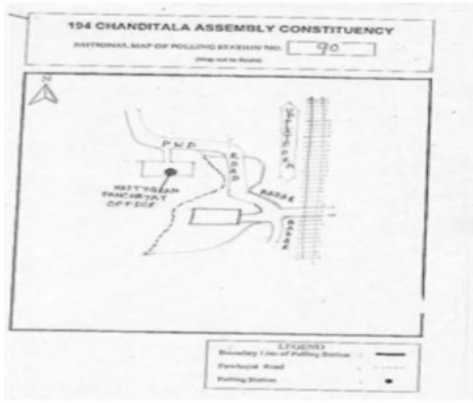 194 CHANDITALA ASSEMBLY CONSTITUENCY
NOTIONAL MAP OF POLLING STATION NO. 90
(Map not to Scale)
N
P.W.D
ROAD
PANCHAYAT
OFFICE
BAZAR
LEGEND
Boundary Line of Polling Station
Panchayat Road
Polling Station